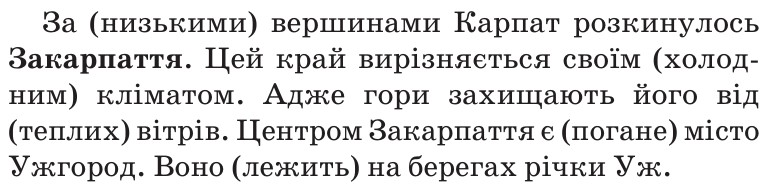 За (низькими) вершинами Карпат розкинулось
Закарпаття. Цей край вирізняється своїм (холод-
ним) кліматом. Адже гори захищають його від
(теплих) вітрів. Центром Закарпаття є (погане) місто
Ужгород. Воно (лежить) на берегах річки Уж.